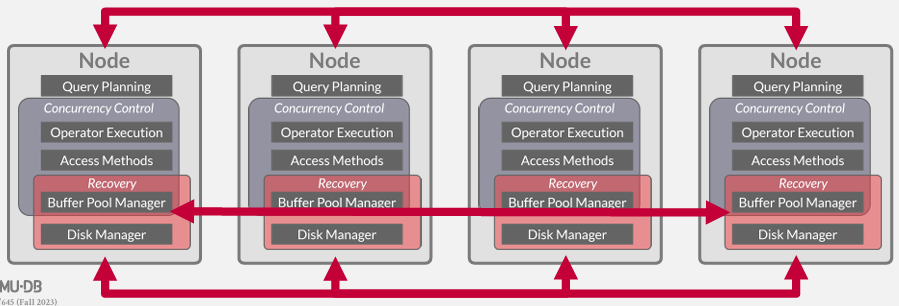 Node
Query Planning
Concurrency Control
Operator Execution
Access Methods
Recovery
Buffer Pool Manager
Disk Manager
Node
Query Planning
Concurrency Control
Operator Execution
Access Methods
Recovery
Buffer Pool Manager
Disk Manager
Node
Query Planning
Concurrency Control
Operator Execution
Access Methods
Recovery
Buffer Pool Manager
Disk Manager
Node
Query Planning
Concurrency Control
Operator Execution
Access Methods
Recovery
Buffer Pool Manager
Disk Manager
MU·DB
/645 (Fall 2023)